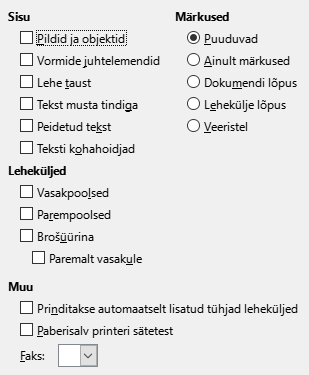 Sisu
Pildid ja objektid
Vormide juhtelemendid
Lehe taust
Tekst musta tindiga
Peidetud tekst
Teksti kohahoidjad
Märkused
Puuduvad
Ainult märkused
Dokumendi lõpus
Lehekülje lõpus
Veeristel
Leheküljed
Vasakpoolsed
Parempoolsed
Brošüürina
Paremalt vasakule
Muu
Prinditakse automaatselt lisatud tühjad leheküljed
Paberisalv printeri sätetest
Faks: